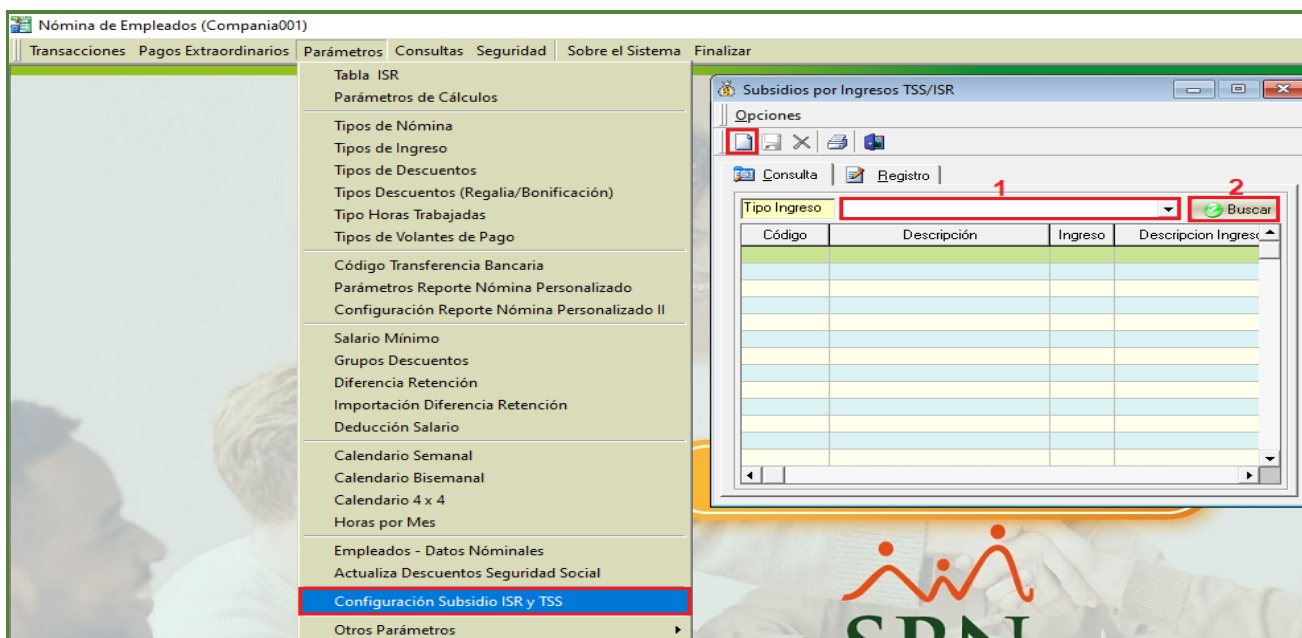 Nómina de Empleados (Compania001)
Transacciones Pagos Extraordinarios Parámetros Consultas Seguridad Sobre el Sistema Finalizar
Tabla ISR
Parámetros de Cálculos
Tipos de Nómina
Tipos de Ingreso
Tipos de Descuentos
Tipos Descuentos (Regalia/Bonificación)
Tipo Horas Trabajadas
Tipos de Volantes de Pago
Código Transferencia Bancaria
Parámetros Reporte Nómina Personalizado
Configuración Reporte Nómina Personalizado II
Salario Mínimo
Grupos Descuentos
Diferencia Retención
Importación Diferencia Retención
Deducción Salario
Calendario Semanal
Calendario Bisemanal
Calendario 4 x 4
Horas por Mes
Empleados - Datos Nóminales
Actualiza Descuentos Seguridad Social
Configuración Subsidio ISR y TSS
Otros Parámetros
Subsidios por Ingresos TSS/ISR
Opciones
Consulta Registro
1 2
Tipo Ingreso Buscar
Código Descripción Ingreso Descripcion Ingreso
SPN